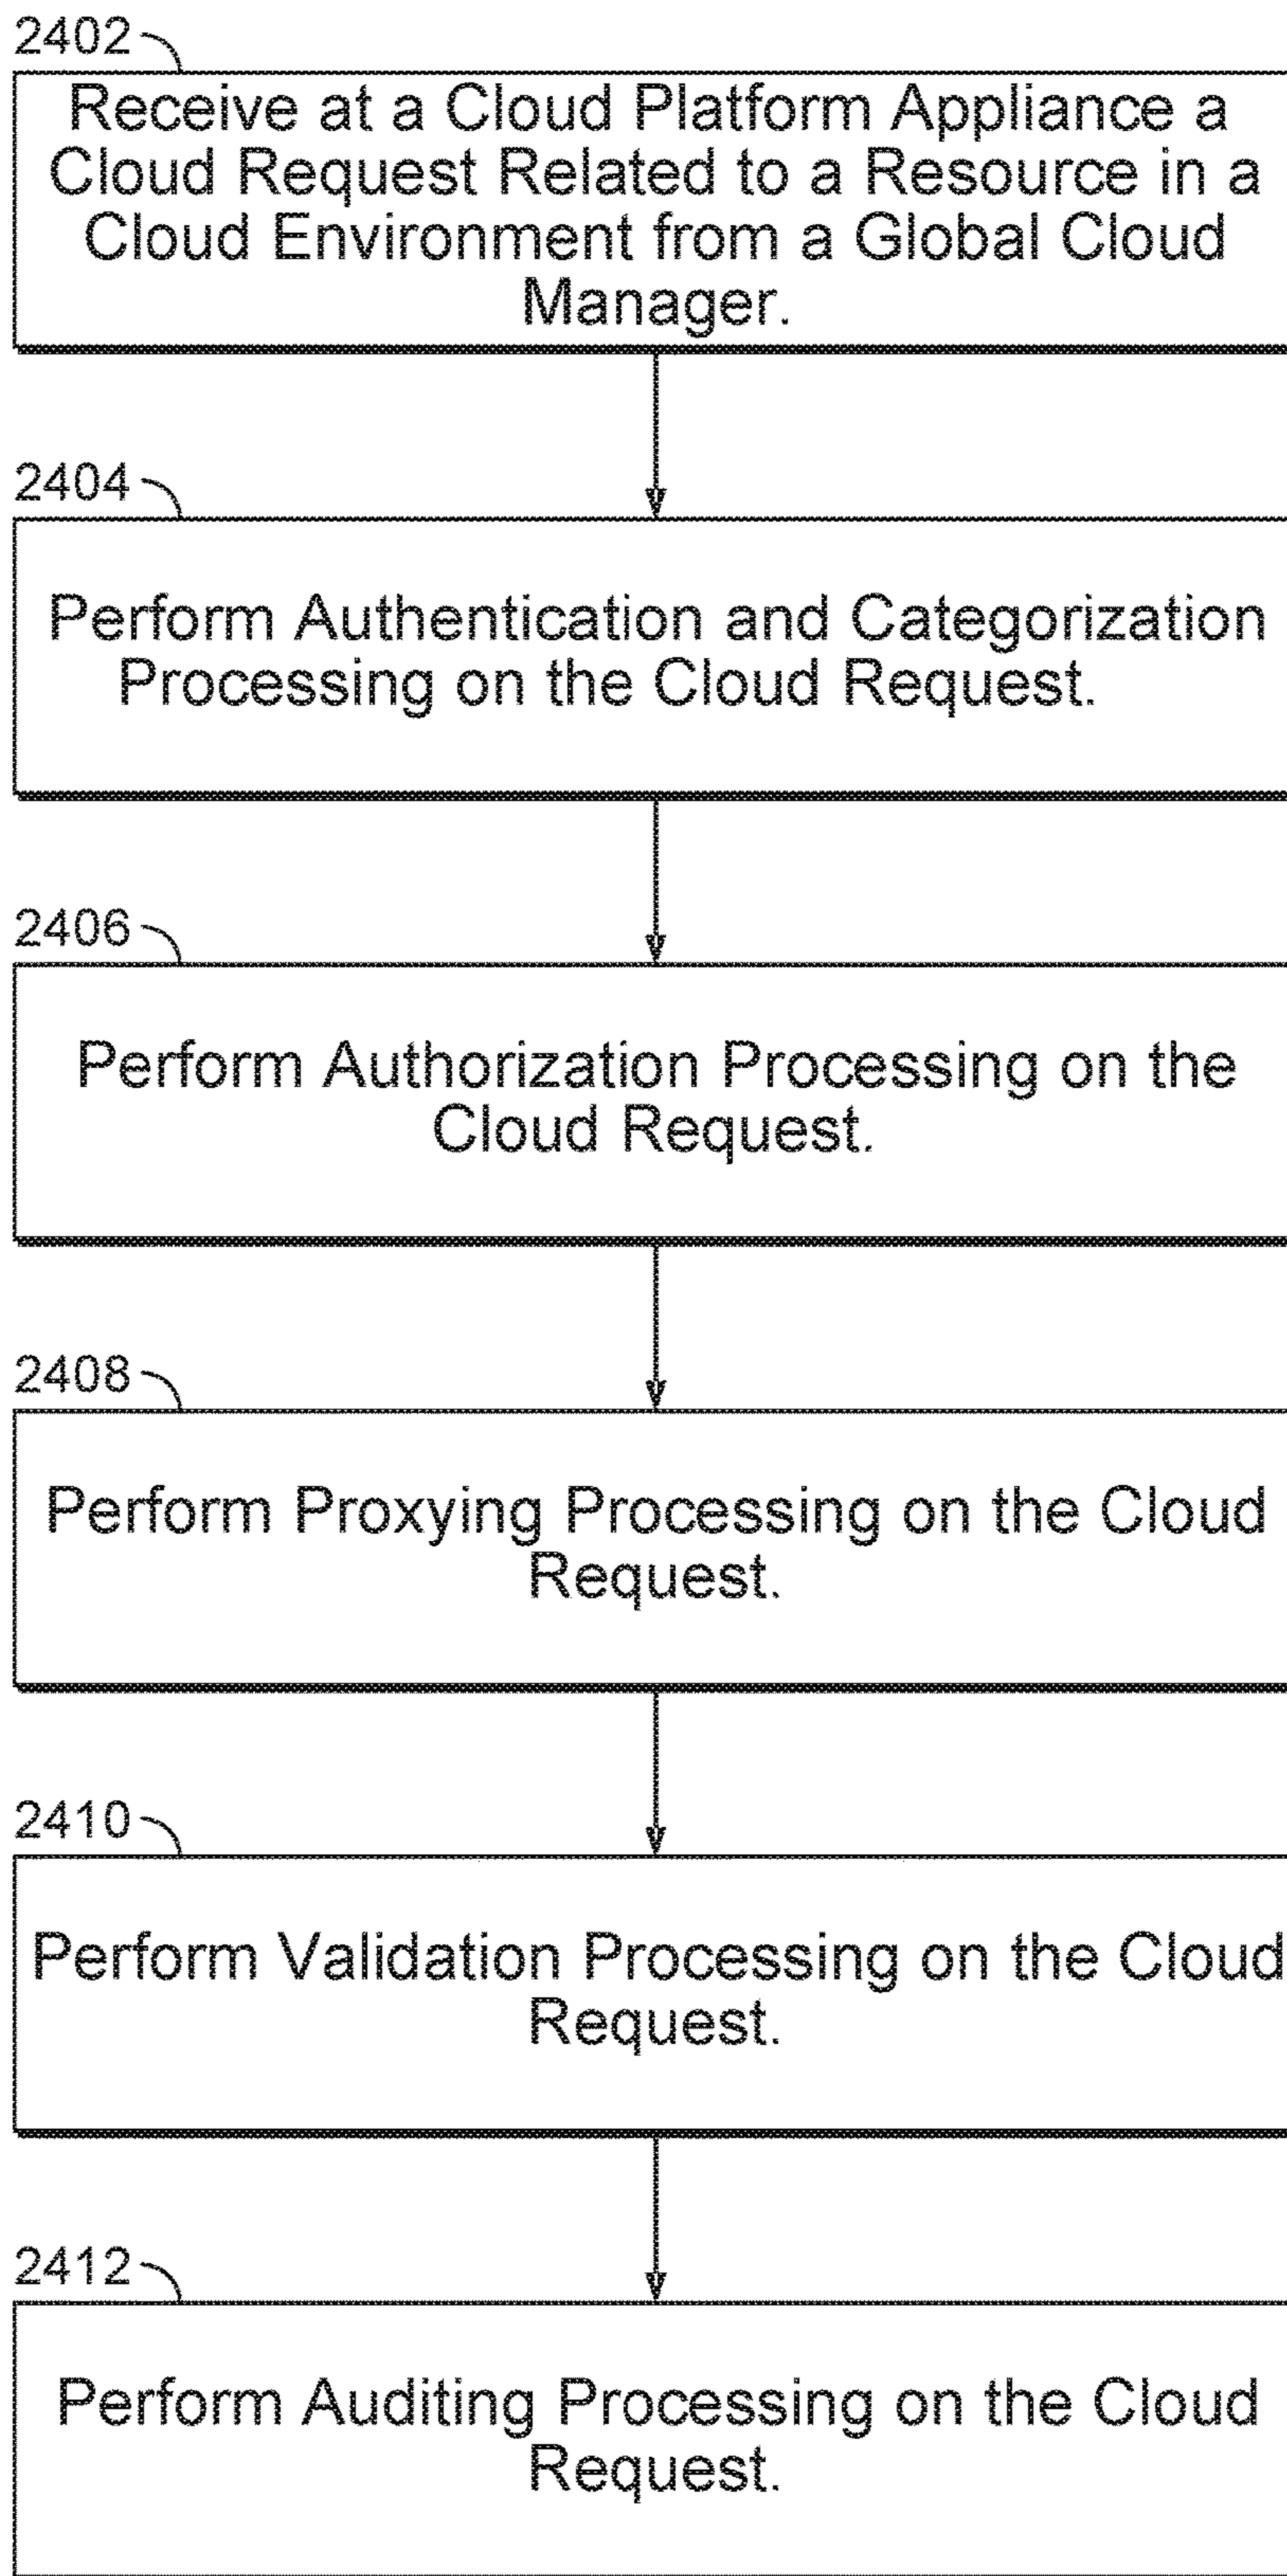 2402
Receive at a Cloud Platform Appliance a
Cloud Request Related to a Resource in a
Cloud Environment from a Global Cloud
Manager.
2404
Perform Authentication and Categorization
Processing on the Cloud Request.
2406
Perform Authorization Processing on the
Cloud Request.
2408
Perform Proxying Processing on the Cloud
Request.
2410
Perform Validation Processing on the Cloud
Request.
2412
Perform Auditing Processing on the Cloud
Request.